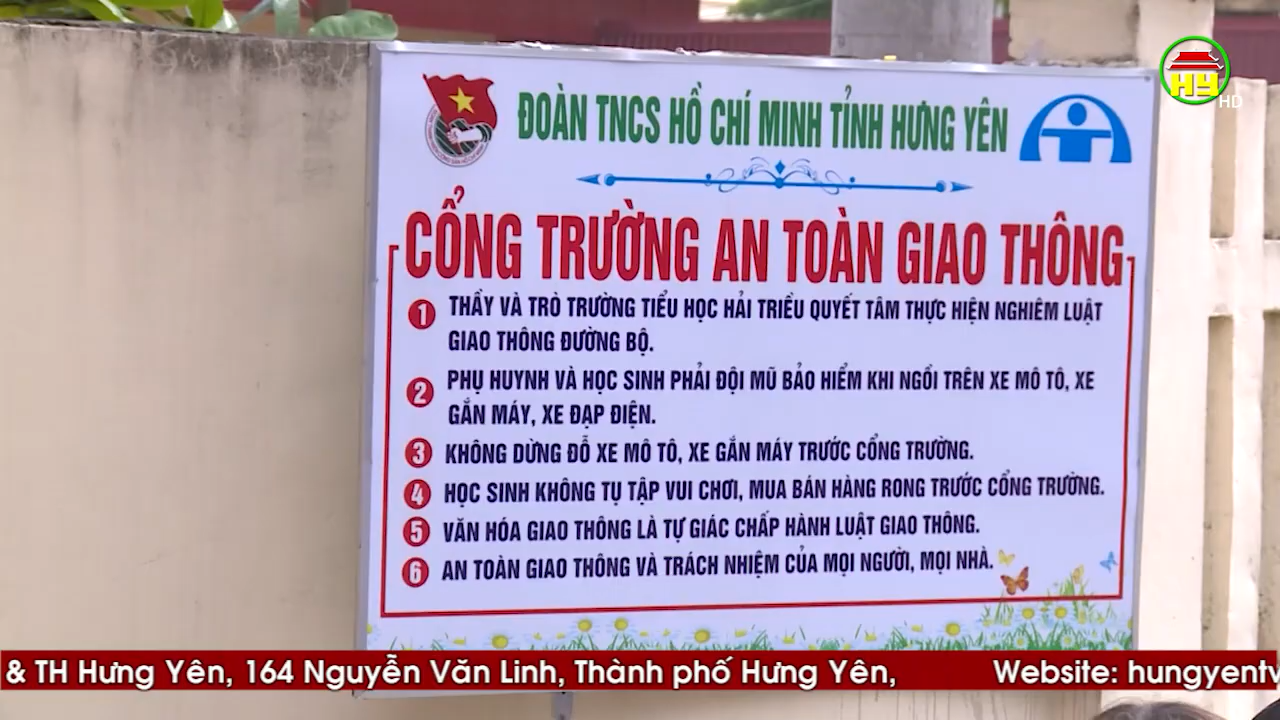 HY HD
ĐOÀN TNCS HỒ CHÍ MINH TỈNH HƯNG YÊN
CỔNG TRƯỜNG AN TOÀN GIAO THÔNG
1 THẦY VÀ TRÒ TRƯỜNG TIỂU HỌC HẢI TRIỀU QUYẾT TÂM THỰC HIỆN NGHIÊM LUẬT
GIAO THÔNG ĐƯỜNG BỘ.
2 PHỤ HUYNH VÀ HỌC SINH PHẢI ĐỘI MŨ BẢO HIỂM KHI NGỒI TRÊN XE MÔ TÔ, XE
GẮN MÁY, XE ĐẠP ĐIỆN.
3 KHÔNG DỪNG ĐỖ XE MÔ TÔ, XE GẮN MÁY TRƯỚC CỔNG TRƯỜNG.
4 HỌC SINH KHÔNG TỤ TẬP VUI CHƠI, MUA BÁN HÀNG RONG TRƯỚC CỔNG TRƯỜNG.
5 VĂN HÓA GIAO THÔNG LÀ TỰ GIÁC CHẤP HÀNH LUẬT GIAO THÔNG.
6 AN TOÀN GIAO THÔNG VÀ TRÁCH NHIỆM CỦA MỌI NGƯỜI, MỌI NHÀ.
& TH Hưng Yên, 164 Nguyễn Văn Linh, Thành phố Hưng Yên, Website: hungyentv